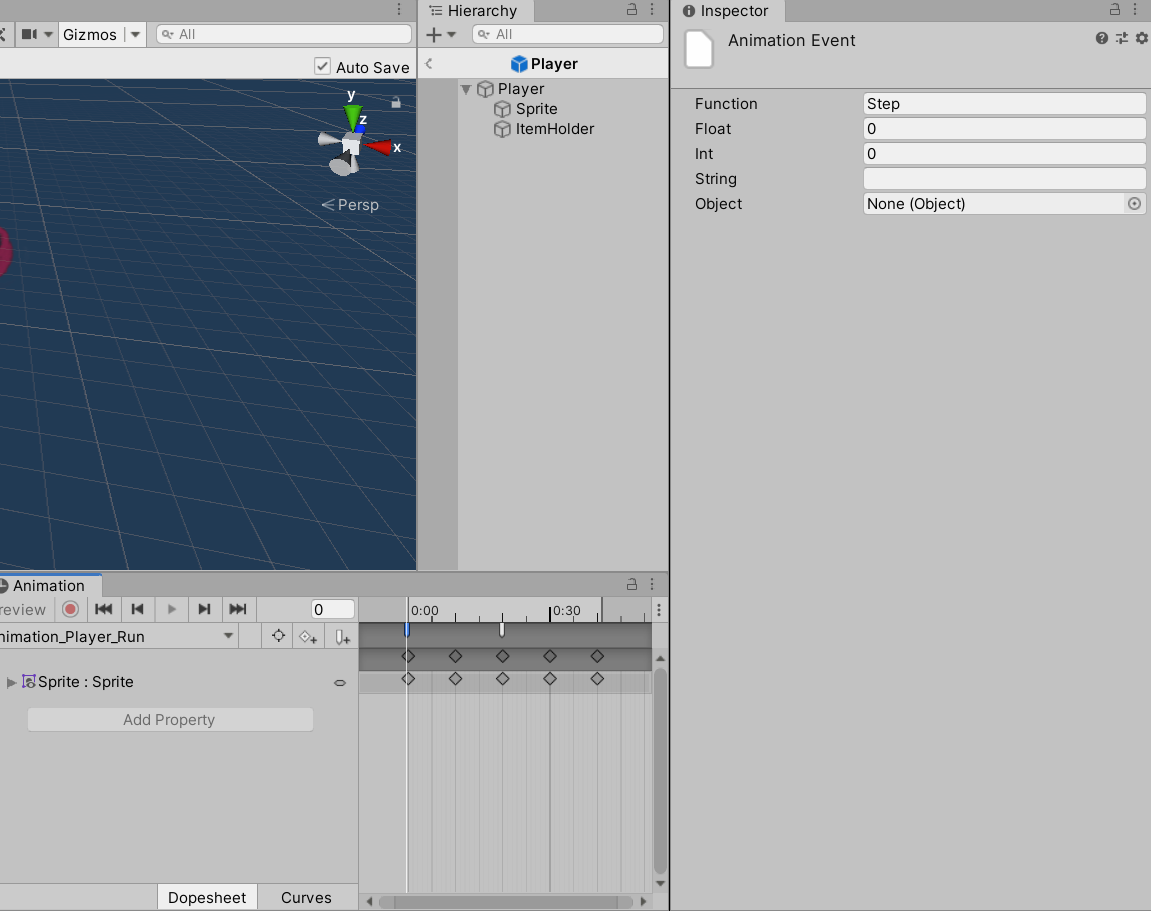 Gizmos
All
Auto Save
y
z
x
Persp
Hierarchy
All
Player
Player
Sprite
ItemHolder
Inspector
Animation Event
Function Step
Float 0
Int 0
String
Object None (Object)
Animation
review 0 0:00 0:30
nimation_Player_Run
Sprite : Sprite
Add Property
Dopesheet Curves